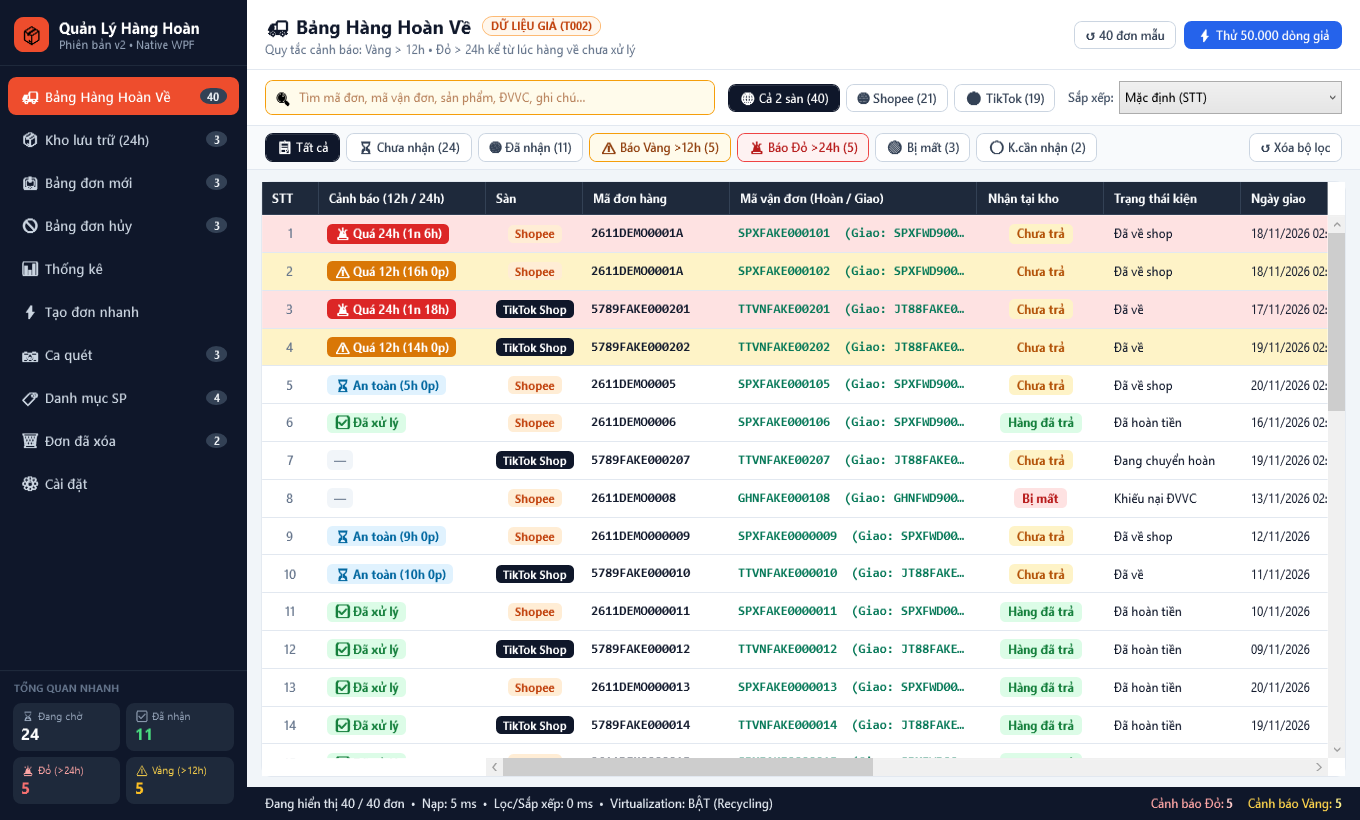 Quản Lý Hàng Hoàn
Phiên bản v2 • Native WPF
Bảng Hàng Hoàn Về 40
Kho lưu trữ (24h) 3
Bảng đơn mới 3
Bảng đơn hủy 3
Thống kê
Tạo đơn nhanh
Ca quét 3
Danh mục SP 4
Đơn đã xóa 2
Cài đặt
TỔNG QUAN NHANH
Đang chờ
24
Đã nhận
11
Đỏ (>24h)
5
Vàng (>12h)
5
Bảng Hàng Hoàn Về DỮ LIỆU GIẢ (T002)
Quy tắc cảnh báo: Vàng > 12h • Đỏ > 24h kể từ lúc hàng về chưa xử lý
↺ 40 đơn mẫu
Thử 50.000 dòng giả
Tìm mã đơn, mã vận đơn, sản phẩm, ĐVVC, ghi chú...
Cả 2 sàn (40) Shopee (21) TikTok (19) Sắp xếp: Mặc định (STT)
Tất cả Chưa nhận (24) Đã nhận (11) Báo Vàng >12h (5) Báo Đỏ >24h (5) Bị mất (3) K.cần nhận (2) ↺ Xóa bộ lọc
STT Cảnh báo (12h / 24h) Sàn Mã đơn hàng Mã vận đơn (Hoàn / Giao) Nhận tại kho Trạng thái kiện Ngày giao
1 Quá 24h (1n 6h) Shopee 2611DEMO0001A SPXFAKE000101 (Giao: SPXFWD900… Chưa trả Đã về shop 18/11/2026 02:
2 Quá 12h (16h 0p) Shopee 2611DEMO0001A SPXFAKE000102 (Giao: SPXFWD900… Chưa trả Đã về shop 18/11/2026 02:
3 Quá 24h (1n 18h) TikTok Shop 5789FAKE000201 TTVNFAKE00201 (Giao: JT88FAKE0… Chưa trả Đã về 17/11/2026 02:
4 Quá 12h (14h 0p) TikTok Shop 5789FAKE000202 TTVNFAKE00202 (Giao: JT88FAKE0… Chưa trả Đã về 19/11/2026 02:
5 An toàn (5h 0p) Shopee 2611DEMO0005 SPXFAKE000105 (Giao: SPXFWD900… Chưa trả Đã về shop 20/11/2026 02:
6 Đã xử lý Shopee 2611DEMO0006 SPXFAKE000106 (Giao: SPXFWD900… Hàng đã trả Đã hoàn tiền 16/11/2026 02:
7 — TikTok Shop 5789FAKE000207 TTVNFAKE00207 (Giao: JT88FAKE0… Chưa trả Đang chuyển hoàn 19/11/2026 02:
8 — Shopee 2611DEMO0008 GHNFAKE000108 (Giao: GHNFWD900… Bị mất Khiếu nại ĐVVC 13/11/2026 02:
9 An toàn (9h 0p) Shopee 2611DEMO000009 SPXFAKE0000009 (Giao: SPXFWD00… Chưa trả Đã về shop 12/11/2026
10 An toàn (10h 0p) TikTok Shop 5789FAKE000010 TTVNFAKE000010 (Giao: JT88FAKE… Chưa trả Đã về 11/11/2026
11 Đã xử lý Shopee 2611DEMO000011 SPXFAKE0000011 (Giao: SPXFWD00… Hàng đã trả Đã hoàn tiền 10/11/2026
12 Đã xử lý TikTok Shop 5789FAKE000012 TTVNFAKE000012 (Giao: JT88FAKE… Hàng đã trả Đã hoàn tiền 09/11/2026
13 Đã xử lý Shopee 2611DEMO000013 SPXFAKE0000013 (Giao: SPXFWD00… Hàng đã trả Đã hoàn tiền 20/11/2026
14 Đã xử lý TikTok Shop 5789FAKE000014 TTVNFAKE000014 (Giao: JT88FAKE… Hàng đã trả Đã hoàn tiền 19/11/2026
Đang hiển thị 40 / 40 đơn • Nạp: 5 ms • Lọc/Sắp xếp: 0 ms • Virtualization: BẬT (Recycling) Cảnh báo Đỏ: 5 Cảnh báo Vàng: 5